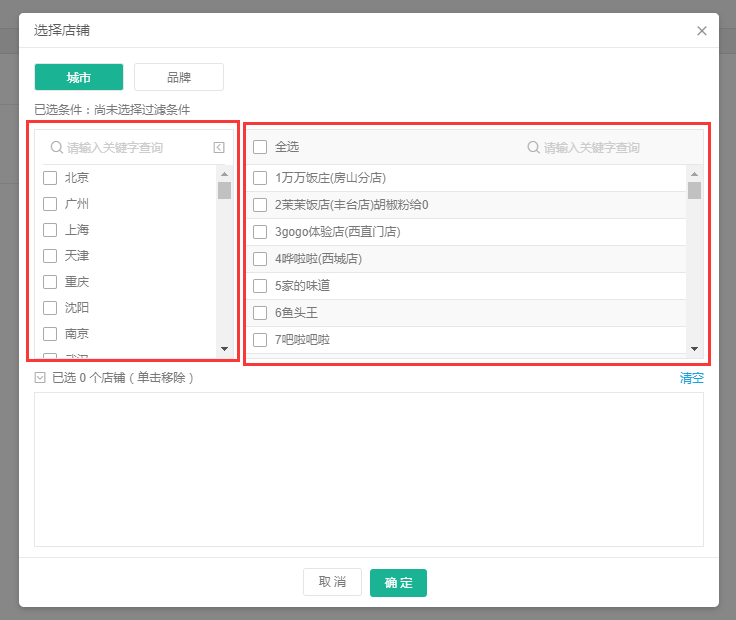 选择店铺
城市
品牌
已选条件：尚未选择过滤条件
请输入关键字查询
北京
广州
上海
天津
重庆
沈阳
南京
武汉
全选
请输入关键字查询
1万万饭庄(房山分店)
2茉茉饭店(丰台店)胡椒粉给0
3gogo体验店(西直门店)
4哗啦啦(西城店)
5家的味道
6鱼头王
7吧啦吧啦
已选 0 个店铺（单击移除）
清空
取 消
确 定